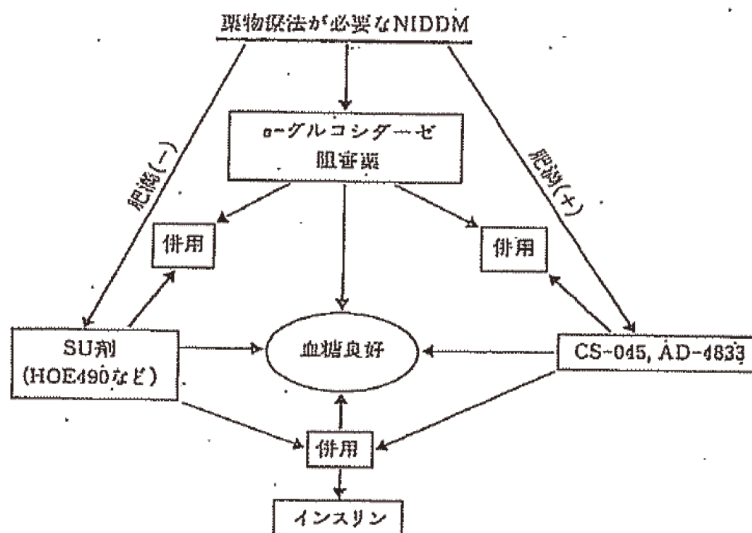 薬物療法が必要なNIDDM
α-グルコシダーゼ
阻害薬
肥満(-)
肥満(+)
併用
併用
SU剤
(HOE490など)
血糖良好
CS-045, AD-4833
併用
インスリン